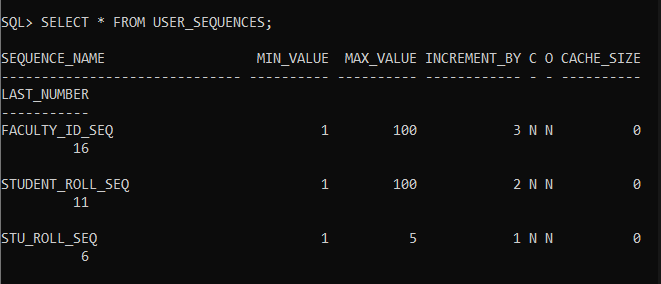 SQL> SELECT * FROM USER_SEQUENCES;
SEQUENCE_NAME                   MIN_VALUE  MAX_VALUE INCREMENT_BY C O CACHE_SIZE
------------------------------ ---------- ---------- ------------ - - ----------
LAST_NUMBER
-----------
FACULTY_ID_SEQ                          1        100            3 N N          0
         16
STUDENT_ROLL_SEQ                        1        100            2 N N          0
         11
STU_ROLL_SEQ                            1          5            1 N N          0
          6